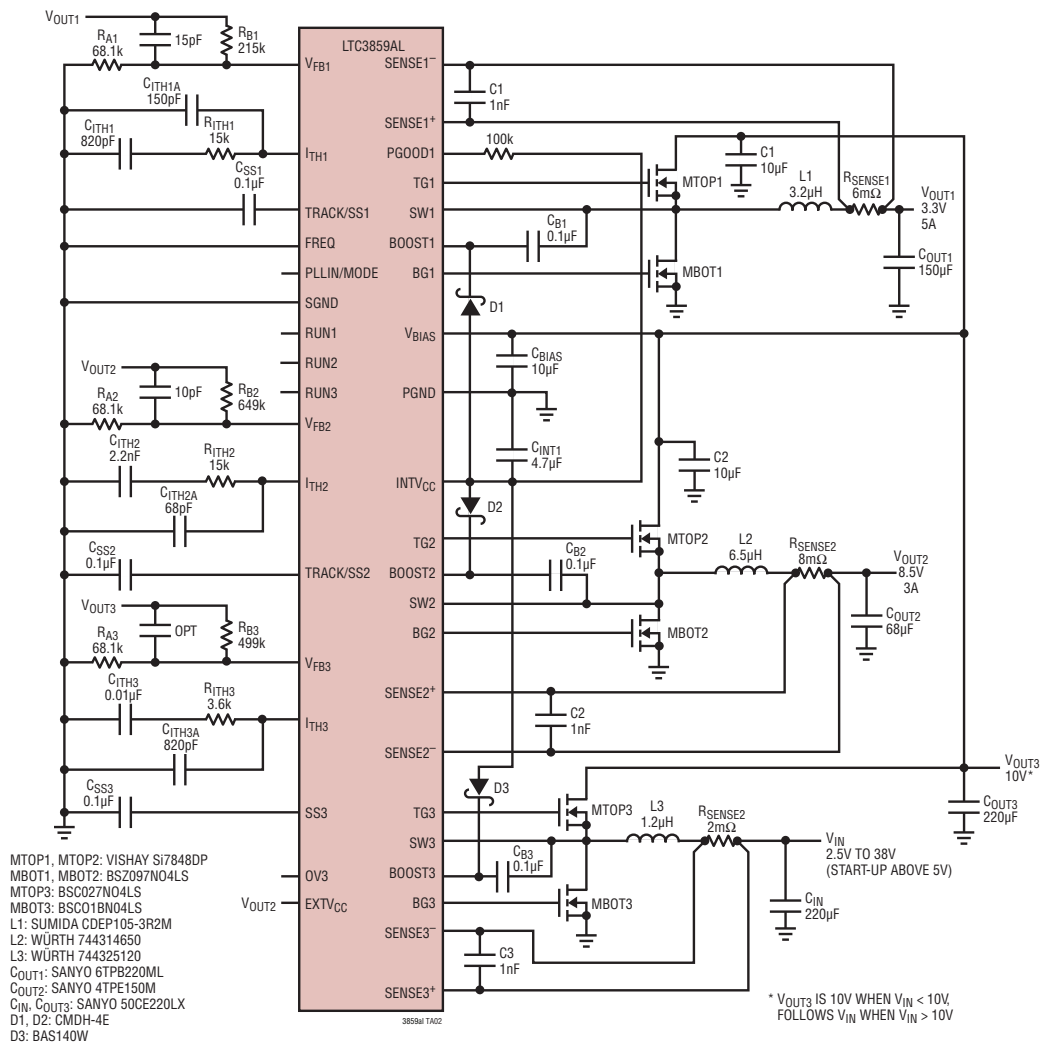 LTC3859AL
VOUT1
RA1
68.1k
15pF
RB1
215k
VFB1
CITH1A
150pF
CITH1
820pF
RITH1
15k
ITH1
CSS1
0.1µF
TRACK/SS1
FREQ
PLLIN/MODE
SGND
RUN1
RUN2
RUN3
VOUT2
RA2
68.1k
10pF
RB2
649k
VFB2
CITH2
2.2nF
RITH2
15k
ITH2
CITH2A
68pF
CSS2
0.1µF
TRACK/SS2
VOUT3
RA3
68.1k
OPT
RB3
499k
VFB3
CITH3
0.01µF
RITH3
3.6k
ITH3
CITH3A
820pF
CSS3
0.1µF
SS3
OV3
VOUT2
EXTVCC
SENSE1–
C1
1nF
SENSE1+
PGOOD1
100k
TG1
MTOP1
C1
10µF
L1
3.2µH
RSENSE1
6mΩ
VOUT1
3.3V
5A
SW1
CB1
0.1µF
BOOST1
BG1
MBOT1
COUT1
150µF
D1
VBIAS
CBIAS
10µF
PGND
CINT1
4.7µF
INTVCC
D2
C2
10µF
TG2
MTOP2
L2
6.5µH
RSENSE2
8mΩ
VOUT2
8.5V
3A
CB2
0.1µF
BOOST2
SW2
BG2
MBOT2
COUT2
68µF
SENSE2+
C2
1nF
SENSE2–
D3
VOUT3
10V*
COUT3
220µF
TG3
MTOP3
L3
1.2µH
RSENSE2
2mΩ
SW3
VIN
2.5V TO 38V
(START-UP ABOVE 5V)
CB3
0.1µF
BOOST3
BG3
MBOT3
CIN
220µF
SENSE3–
C3
1nF
SENSE3+
3859al TA02
MTOP1, MTOP2: VISHAY Si7848DP
MBOT1, MBOT2: BSZ097NO4LS
MTOP3: BSC027NO4LS
MBOT3: BSCO1BN04LS
L1: SUMIDA CDEP105-3R2M
L2: WÜRTH 744314650
L3: WÜRTH 744325120
COUT1: SANYO 6TPB220ML
COUT2: SANYO 4TPE150M
CIN, COUT3: SANYO 50CE220LX
D1, D2: CMDH-4E
D3: BAS140W
* VOUT3 IS 10V WHEN VIN < 10V,
FOLLOWS VIN WHEN VIN > 10V